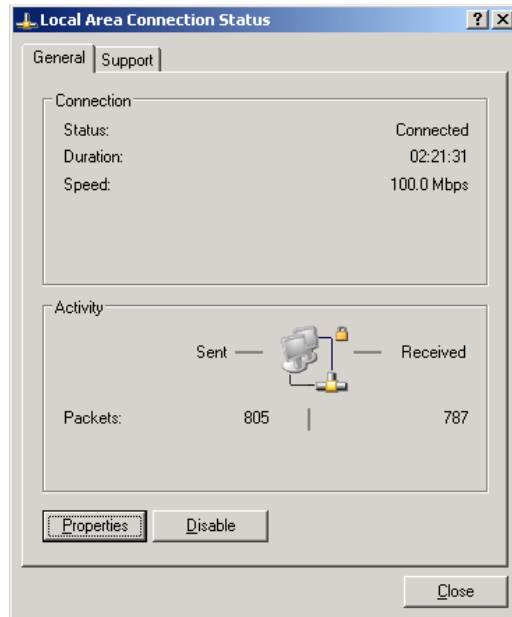 Local Area Connection Status
General Support
Connection
Status: Connected
Duration: 02:21:31
Speed: 100.0 Mbps
Activity
Sent Received
Packets: 805 787
Properties Disable
Close